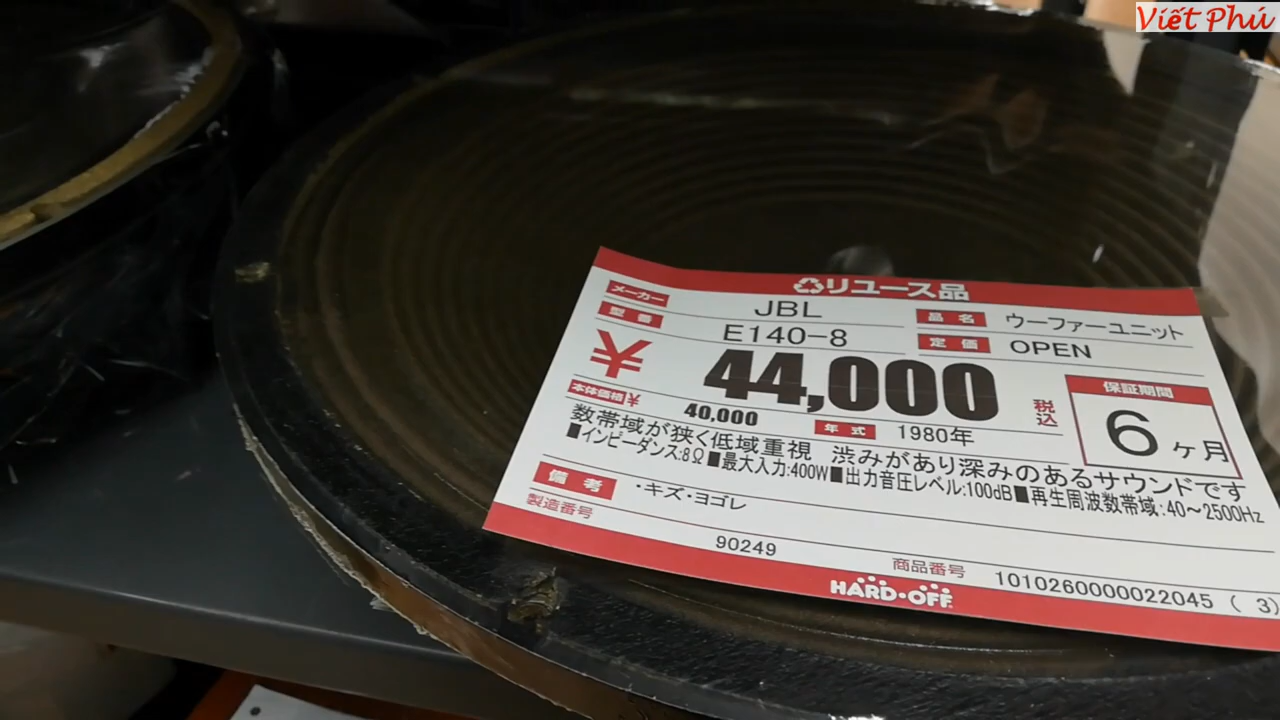 Viết Phú
リユース品
メーカー JBL
品名 ウーファーユニット
型番 E140-8
定価 OPEN
¥44,000 税込
本体価格¥ 40,000
年式 1980年
保証期間
6ヶ月
数帯域が狭く低域重視 渋みがあり深みのあるサウンドです
■インピーダンス:8Ω■最大入力:400W■出力音圧レベル:100dB■再生周波数帯域:40～2500Hz
備考 ・キズ・ヨゴレ
製造番号
90249
商品番号 1010260000022045 ( 3)
HARD・OFF